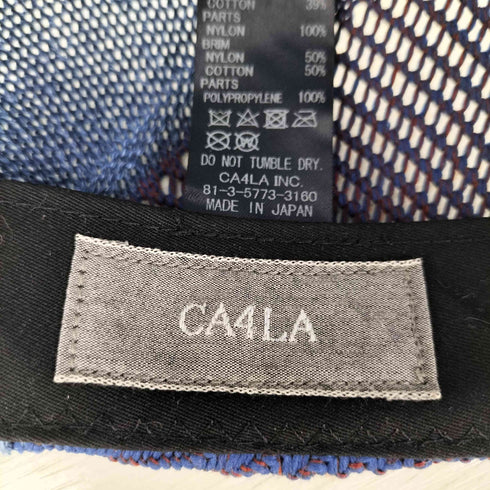 COTTON 39%
PARTS
NYLON 100%
BRIM
NYLON 50%
COTTON 50%
PARTS
POLYPROPYLENE 100%
DO NOT TUMBLE DRY.
CA4LA INC.
81-3-5773-3160
MADE IN JAPAN
CA4LA